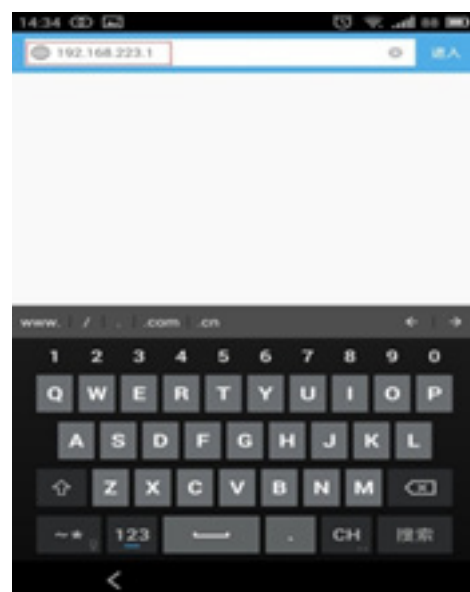 14:34
192.168.223.1 进入
www. / . .com .cn
1 2 3 4 5 6 7 8 9 0
Q W E R T Y U I O P
A S D F G H J K L
Z X C V B N M
~* 123 . CH 搜索